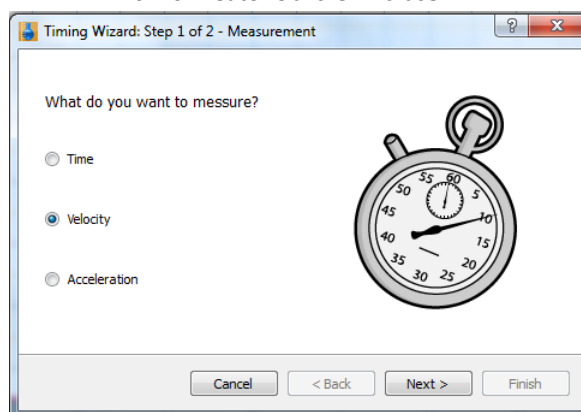 Timing Wizard: Step 1 of 2 - Measurement
?
What do you want to messure?
Time
Velocity
Acceleration
60
5
10
15
20
25
30
35
40
45
50
55
Cancel
< Back
Next >
Finish